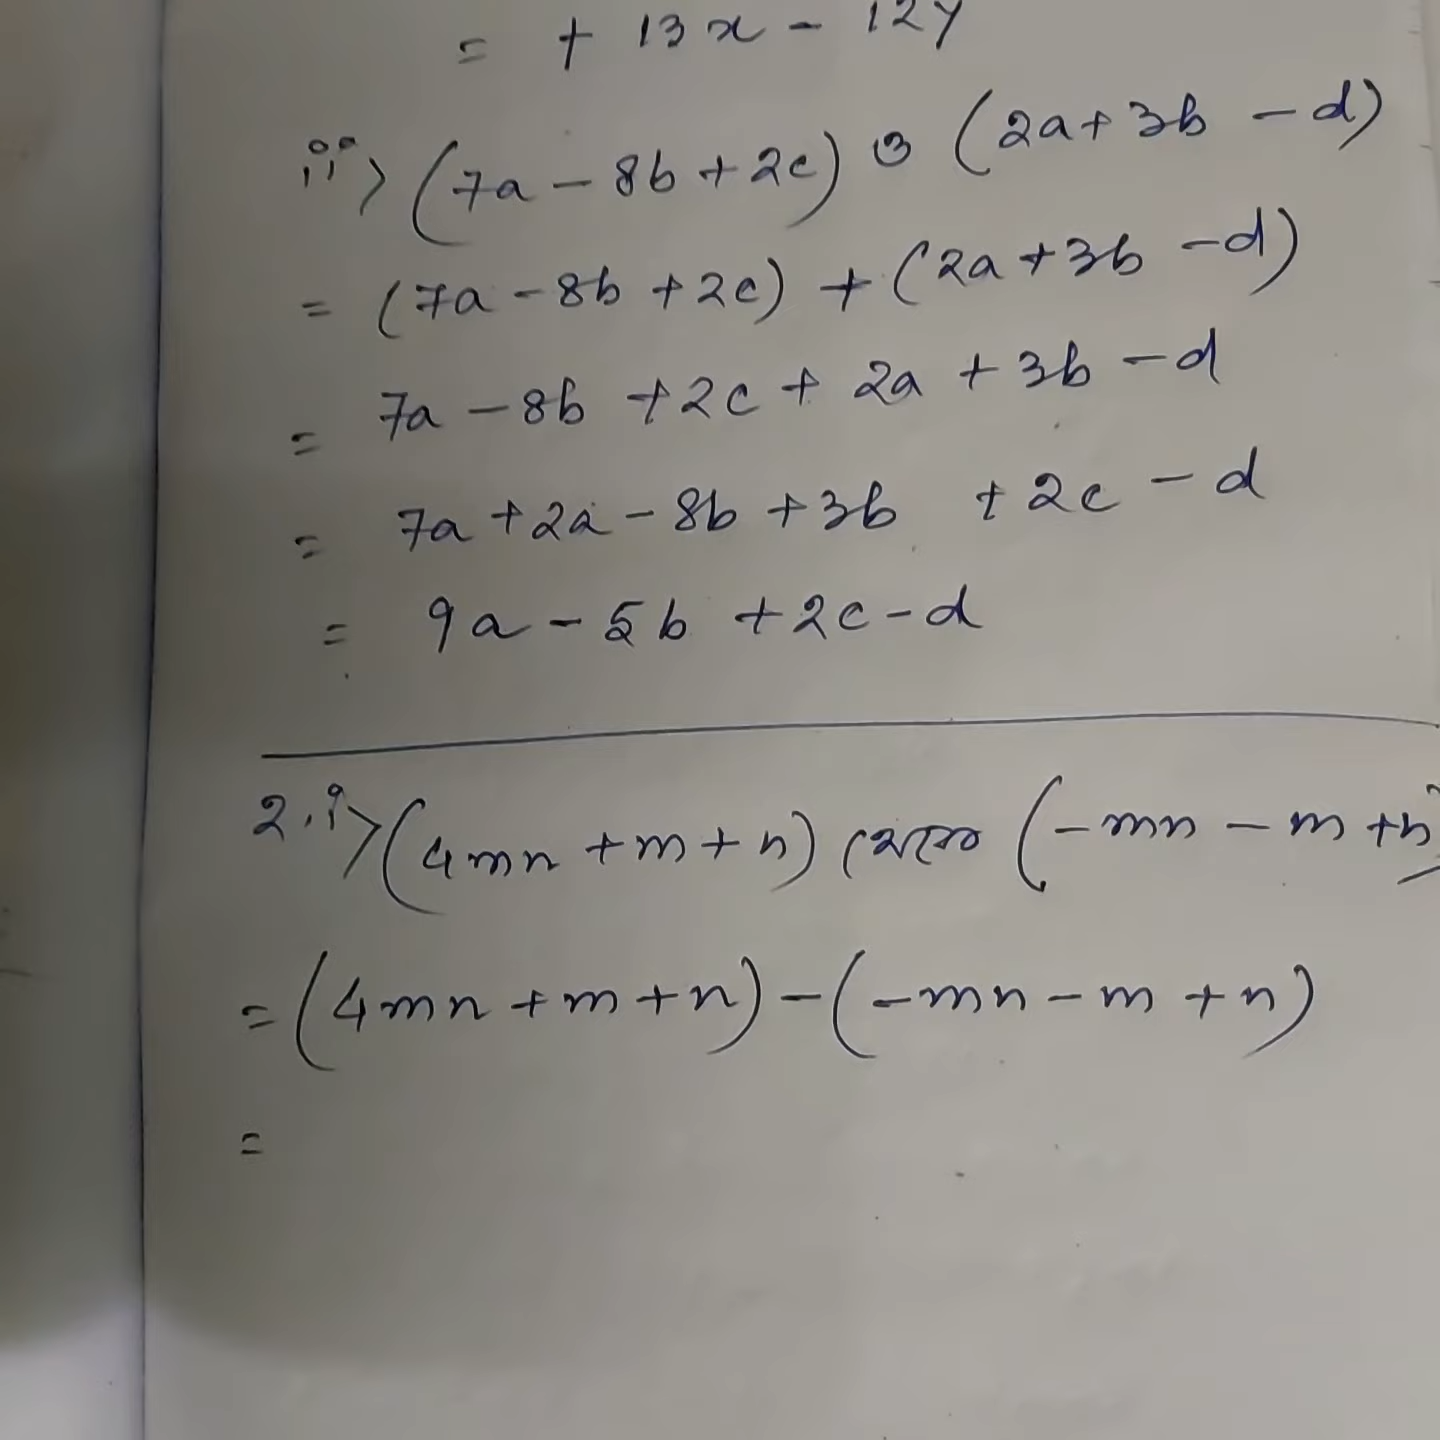 = + 13x - 12y
ii> (7a - 8b + 2c) ও (2a + 3b - d)
= (7a - 8b + 2c) + (2a + 3b - d)
= 7a - 8b + 2c + 2a + 3b - d
= 7a + 2a - 8b + 3b + 2c - d
= 9a - 5b + 2c - d
2.i> (4mn + m + n) থেকে (-mn - m + n)
= (4mn + m + n) - (-mn - m + n)
=